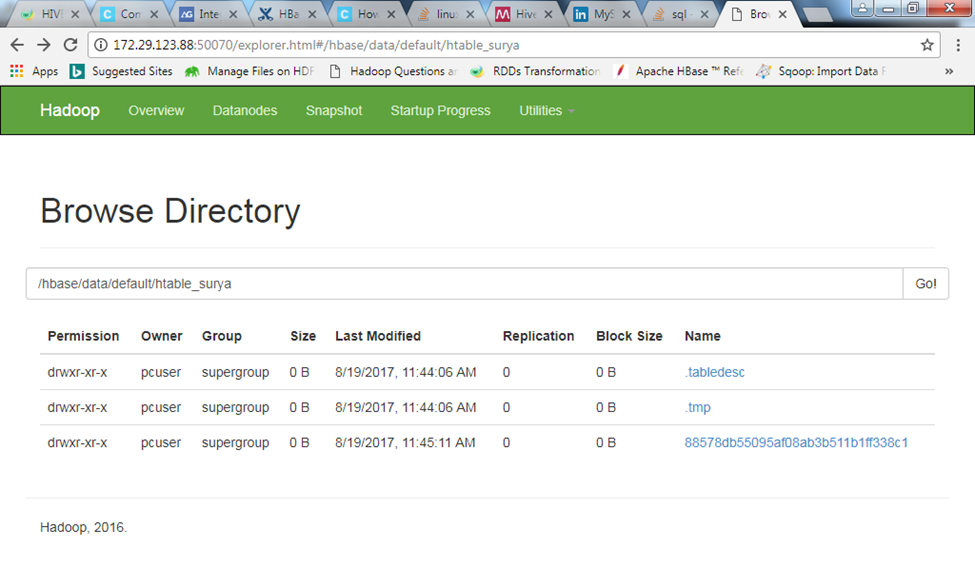 HIVE Con Inte HBa How linu Hive MyS sql - Bro
172.29.123.88:50070/explorer.html#/hbase/data/default/htable_surya
Apps Suggested Sites Manage Files on HDF Hadoop Questions an RDDs Transformation Apache HBase ™ Refe Sqoop: Import Data F »
Hadoop Overview Datanodes Snapshot Startup Progress Utilities
Browse Directory
/hbase/data/default/htable_surya Go!
Permission Owner Group Size Last Modified Replication Block Size Name
drwxr-xr-x pcuser supergroup 0 B 8/19/2017, 11:44:06 AM 0 0 B .tabledesc
drwxr-xr-x pcuser supergroup 0 B 8/19/2017, 11:44:06 AM 0 0 B .tmp
drwxr-xr-x pcuser supergroup 0 B 8/19/2017, 11:45:11 AM 0 0 B 88578db55095af08ab3b511b1ff338c1
Hadoop, 2016.